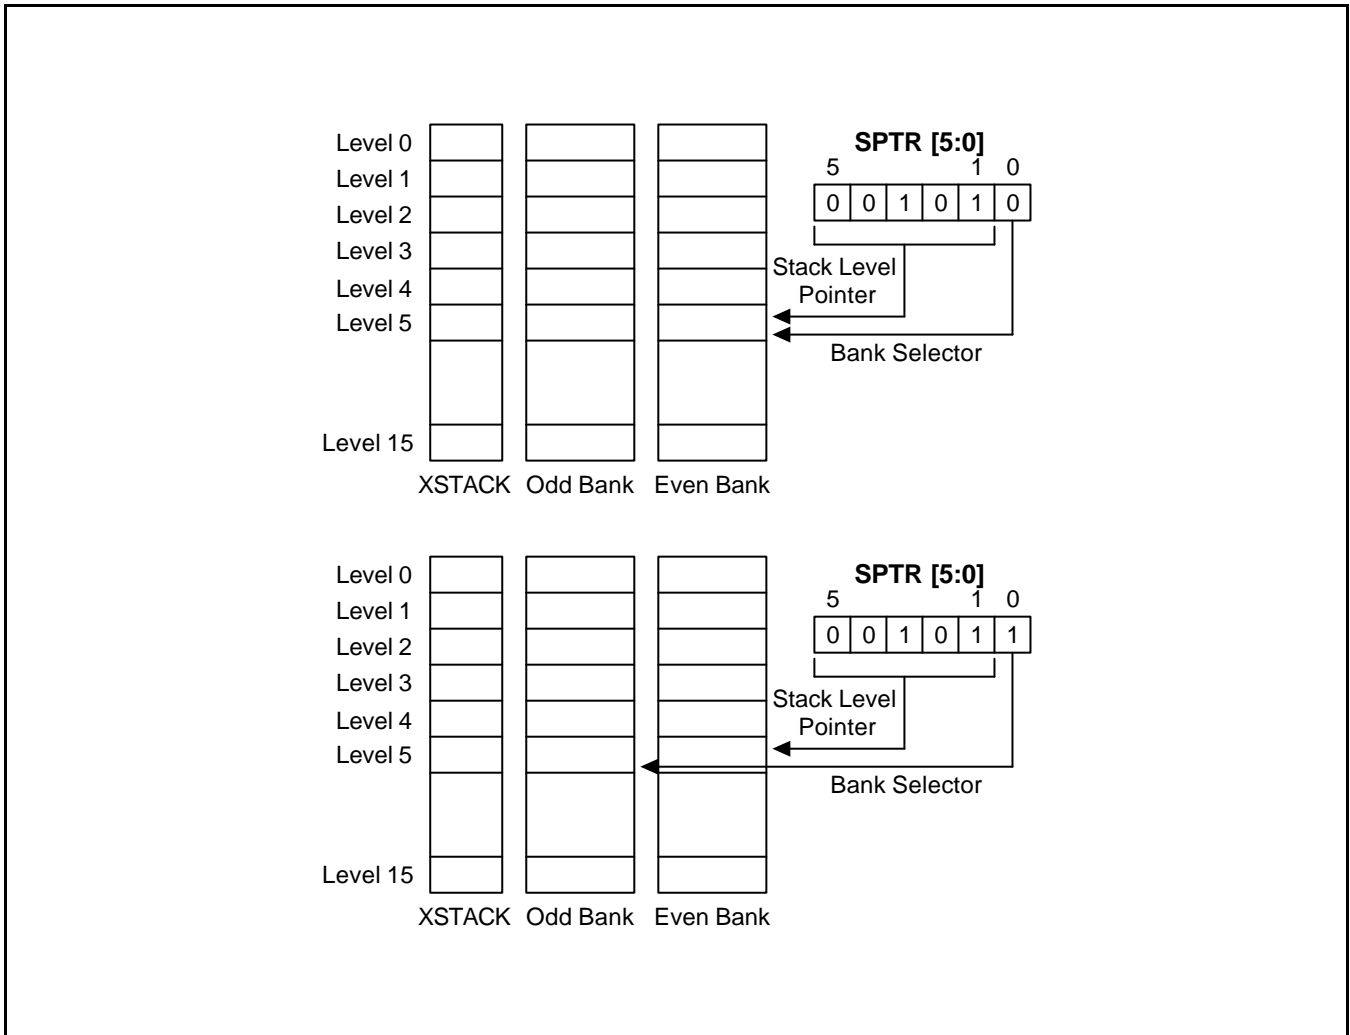 Level 0
SPTR [5:0]
5 1 0
Level 1
0 0 1 0 1 0
Level 2
Level 3
Stack Level
Pointer
Level 4
Level 5
Bank Selector
Level 15
XSTACK Odd Bank Even Bank
Level 0
SPTR [5:0]
5 1 0
Level 1
0 0 1 0 1 1
Level 2
Level 3
Stack Level
Pointer
Level 4
Level 5
Bank Selector
Level 15
XSTACK Odd Bank Even Bank